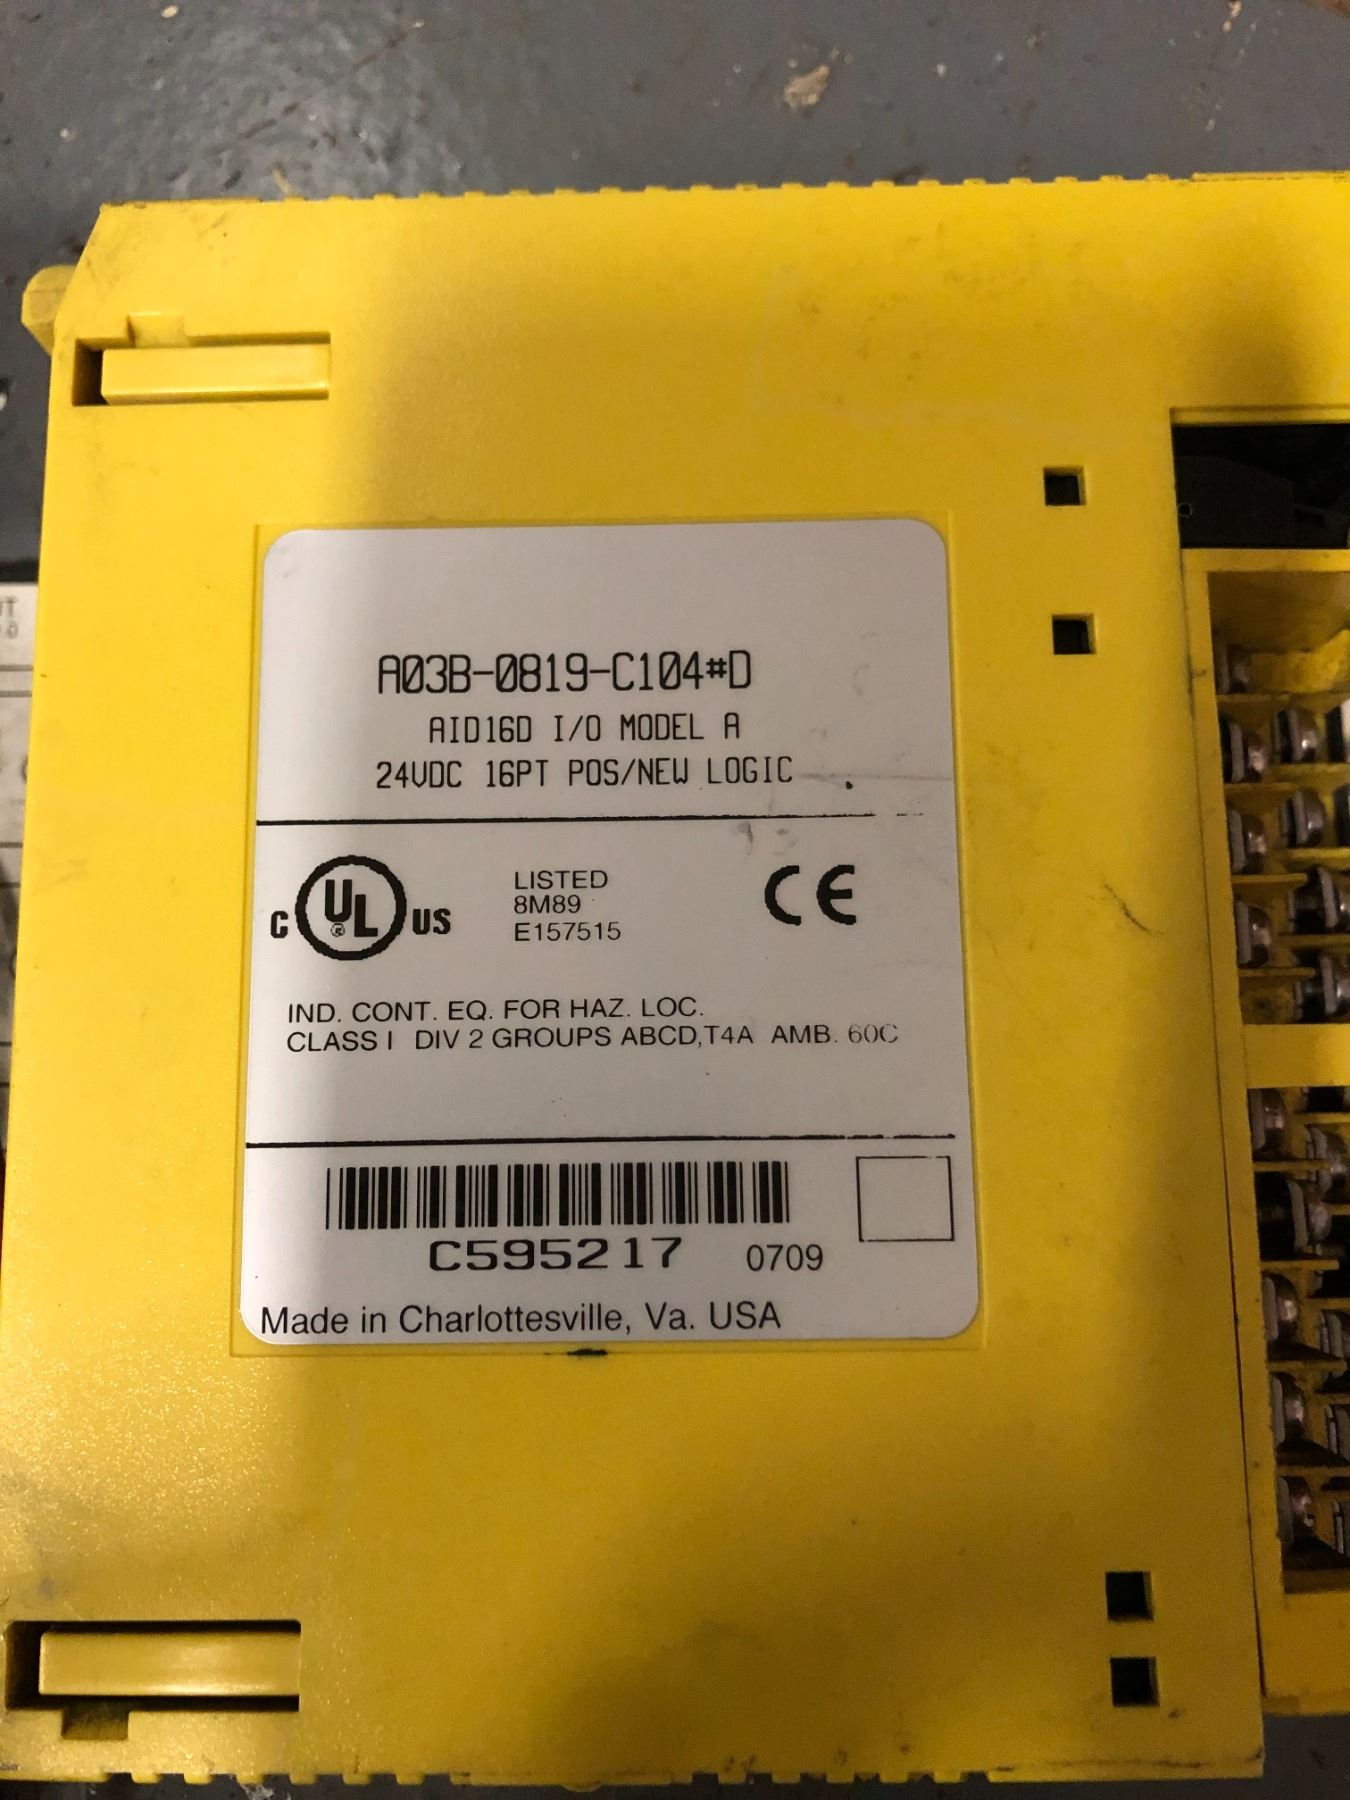 A03B-0819-C104#D
AID16D I/O MODEL A
24VDC 16PT POS/NEW LOGIC
C UL® US
LISTED
8M89
E157515
CE
IND. CONT. EQ. FOR HAZ. LOC.
CLASS I DIV 2 GROUPS ABCD,T4A AMB. 60C
C595217 0709
Made in Charlottesville, Va. USA